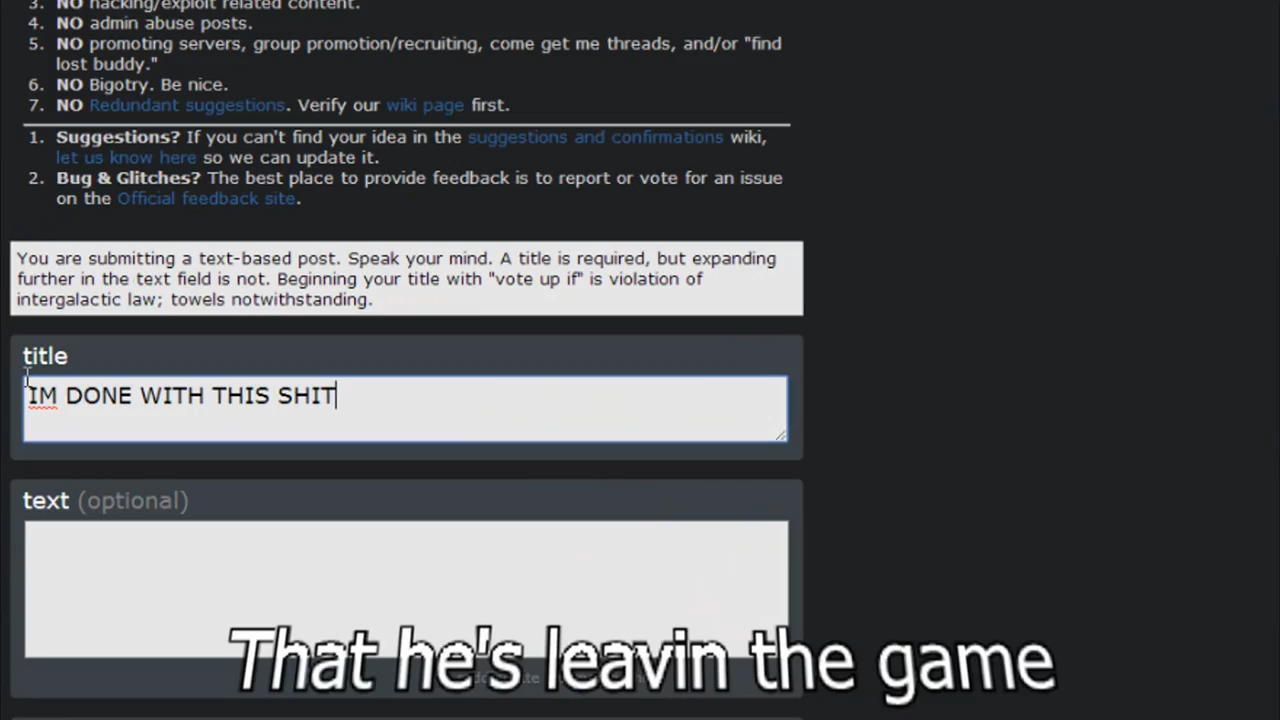 3. NO hacking/exploit related content.
4. NO admin abuse posts.
5. NO promoting servers, group promotion/recruiting, come get me threads, and/or "find
lost buddy."
6. NO Bigotry. Be nice.
7. NO Redundant suggestions. Verify our wiki page first.
1. Suggestions? If you can't find your idea in the suggestions and confirmations wiki,
let us know here so we can update it.
2. Bug & Glitches? The best place to provide feedback is to report or vote for an issue
on the Official feedback site.
You are submitting a text-based post. Speak your mind. A title is required, but expanding
further in the text field is not. Beginning your title with "vote up if" is violation of
intergalactic law; towels notwithstanding.
title
IM DONE WITH THIS SHIT
text (optional)
That he's leavin the game